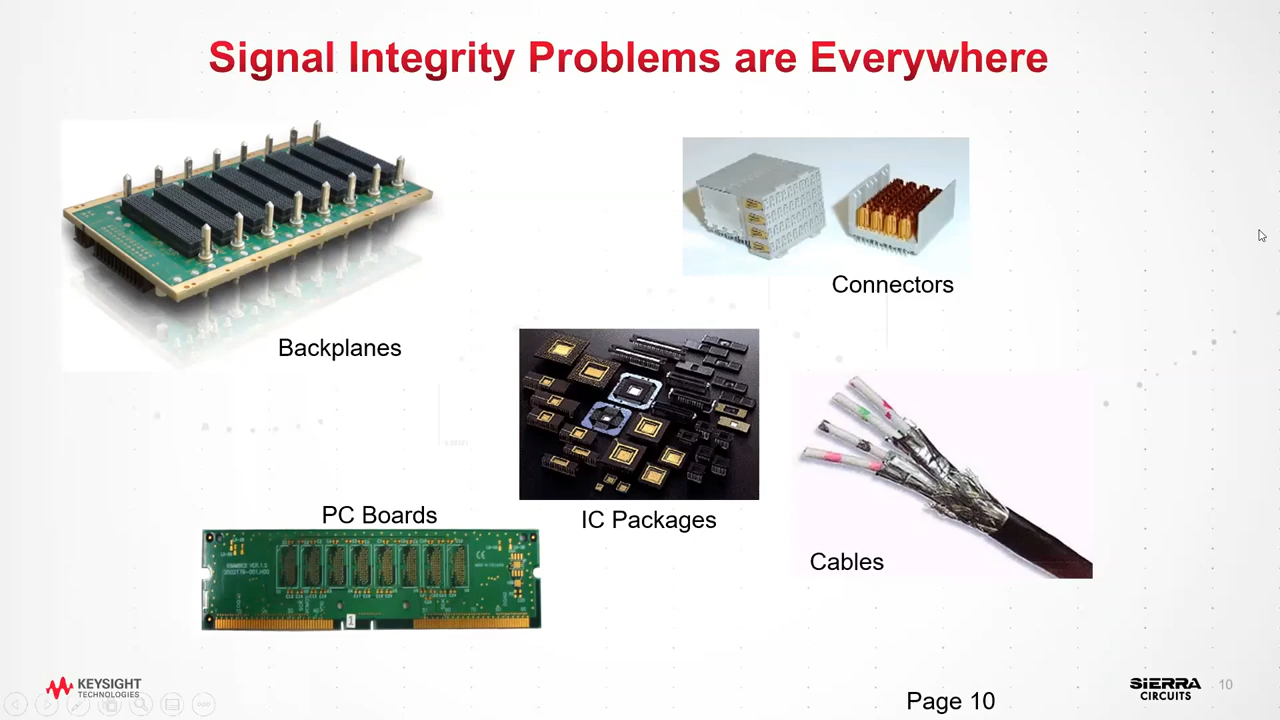 Signal Integrity Problems are Everywhere
Backplanes
Connectors
PC Boards
IC Packages
Cables
1
KEYSIGHT
TECHNOLOGIES
Page 10
SIERRA
CIRCUITS
10